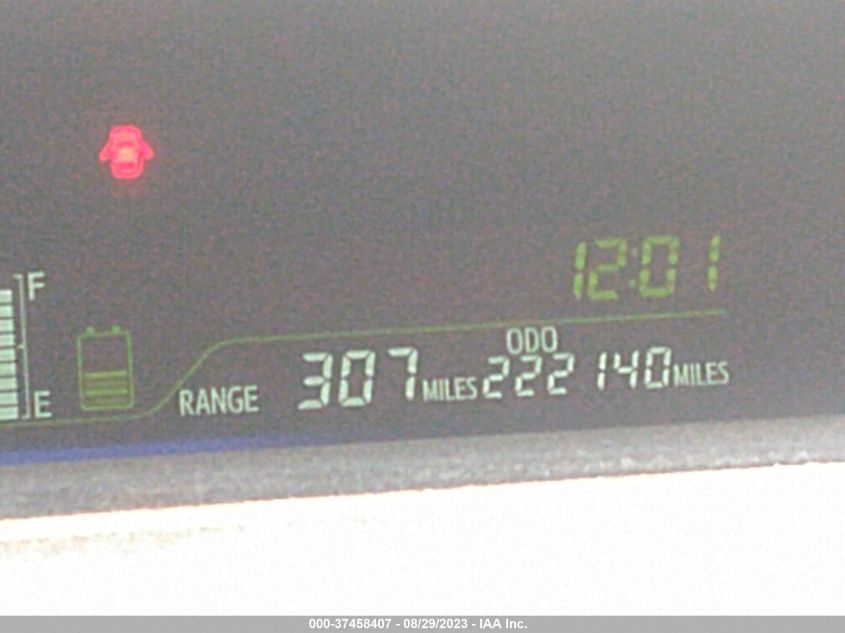 12:01
F
ODO
E
RANGE 307 MILES 222140 MILES
000-37458407 - 08/29/2023 - IAA Inc.